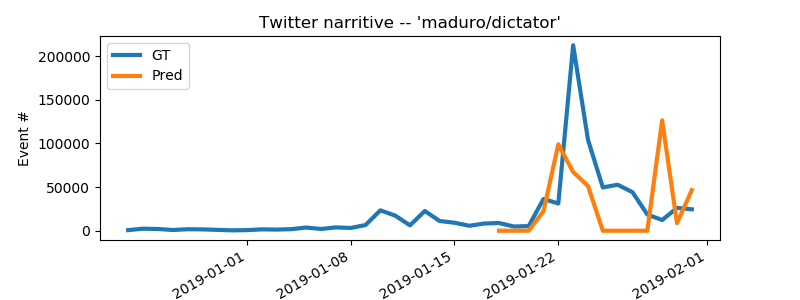 Twitter narritive -- 'maduro/dictator'
GT
Pred
Event #
200000
150000
100000
50000
0
2019-01-01
2019-01-08
2019-01-15
2019-01-22
2019-02-01